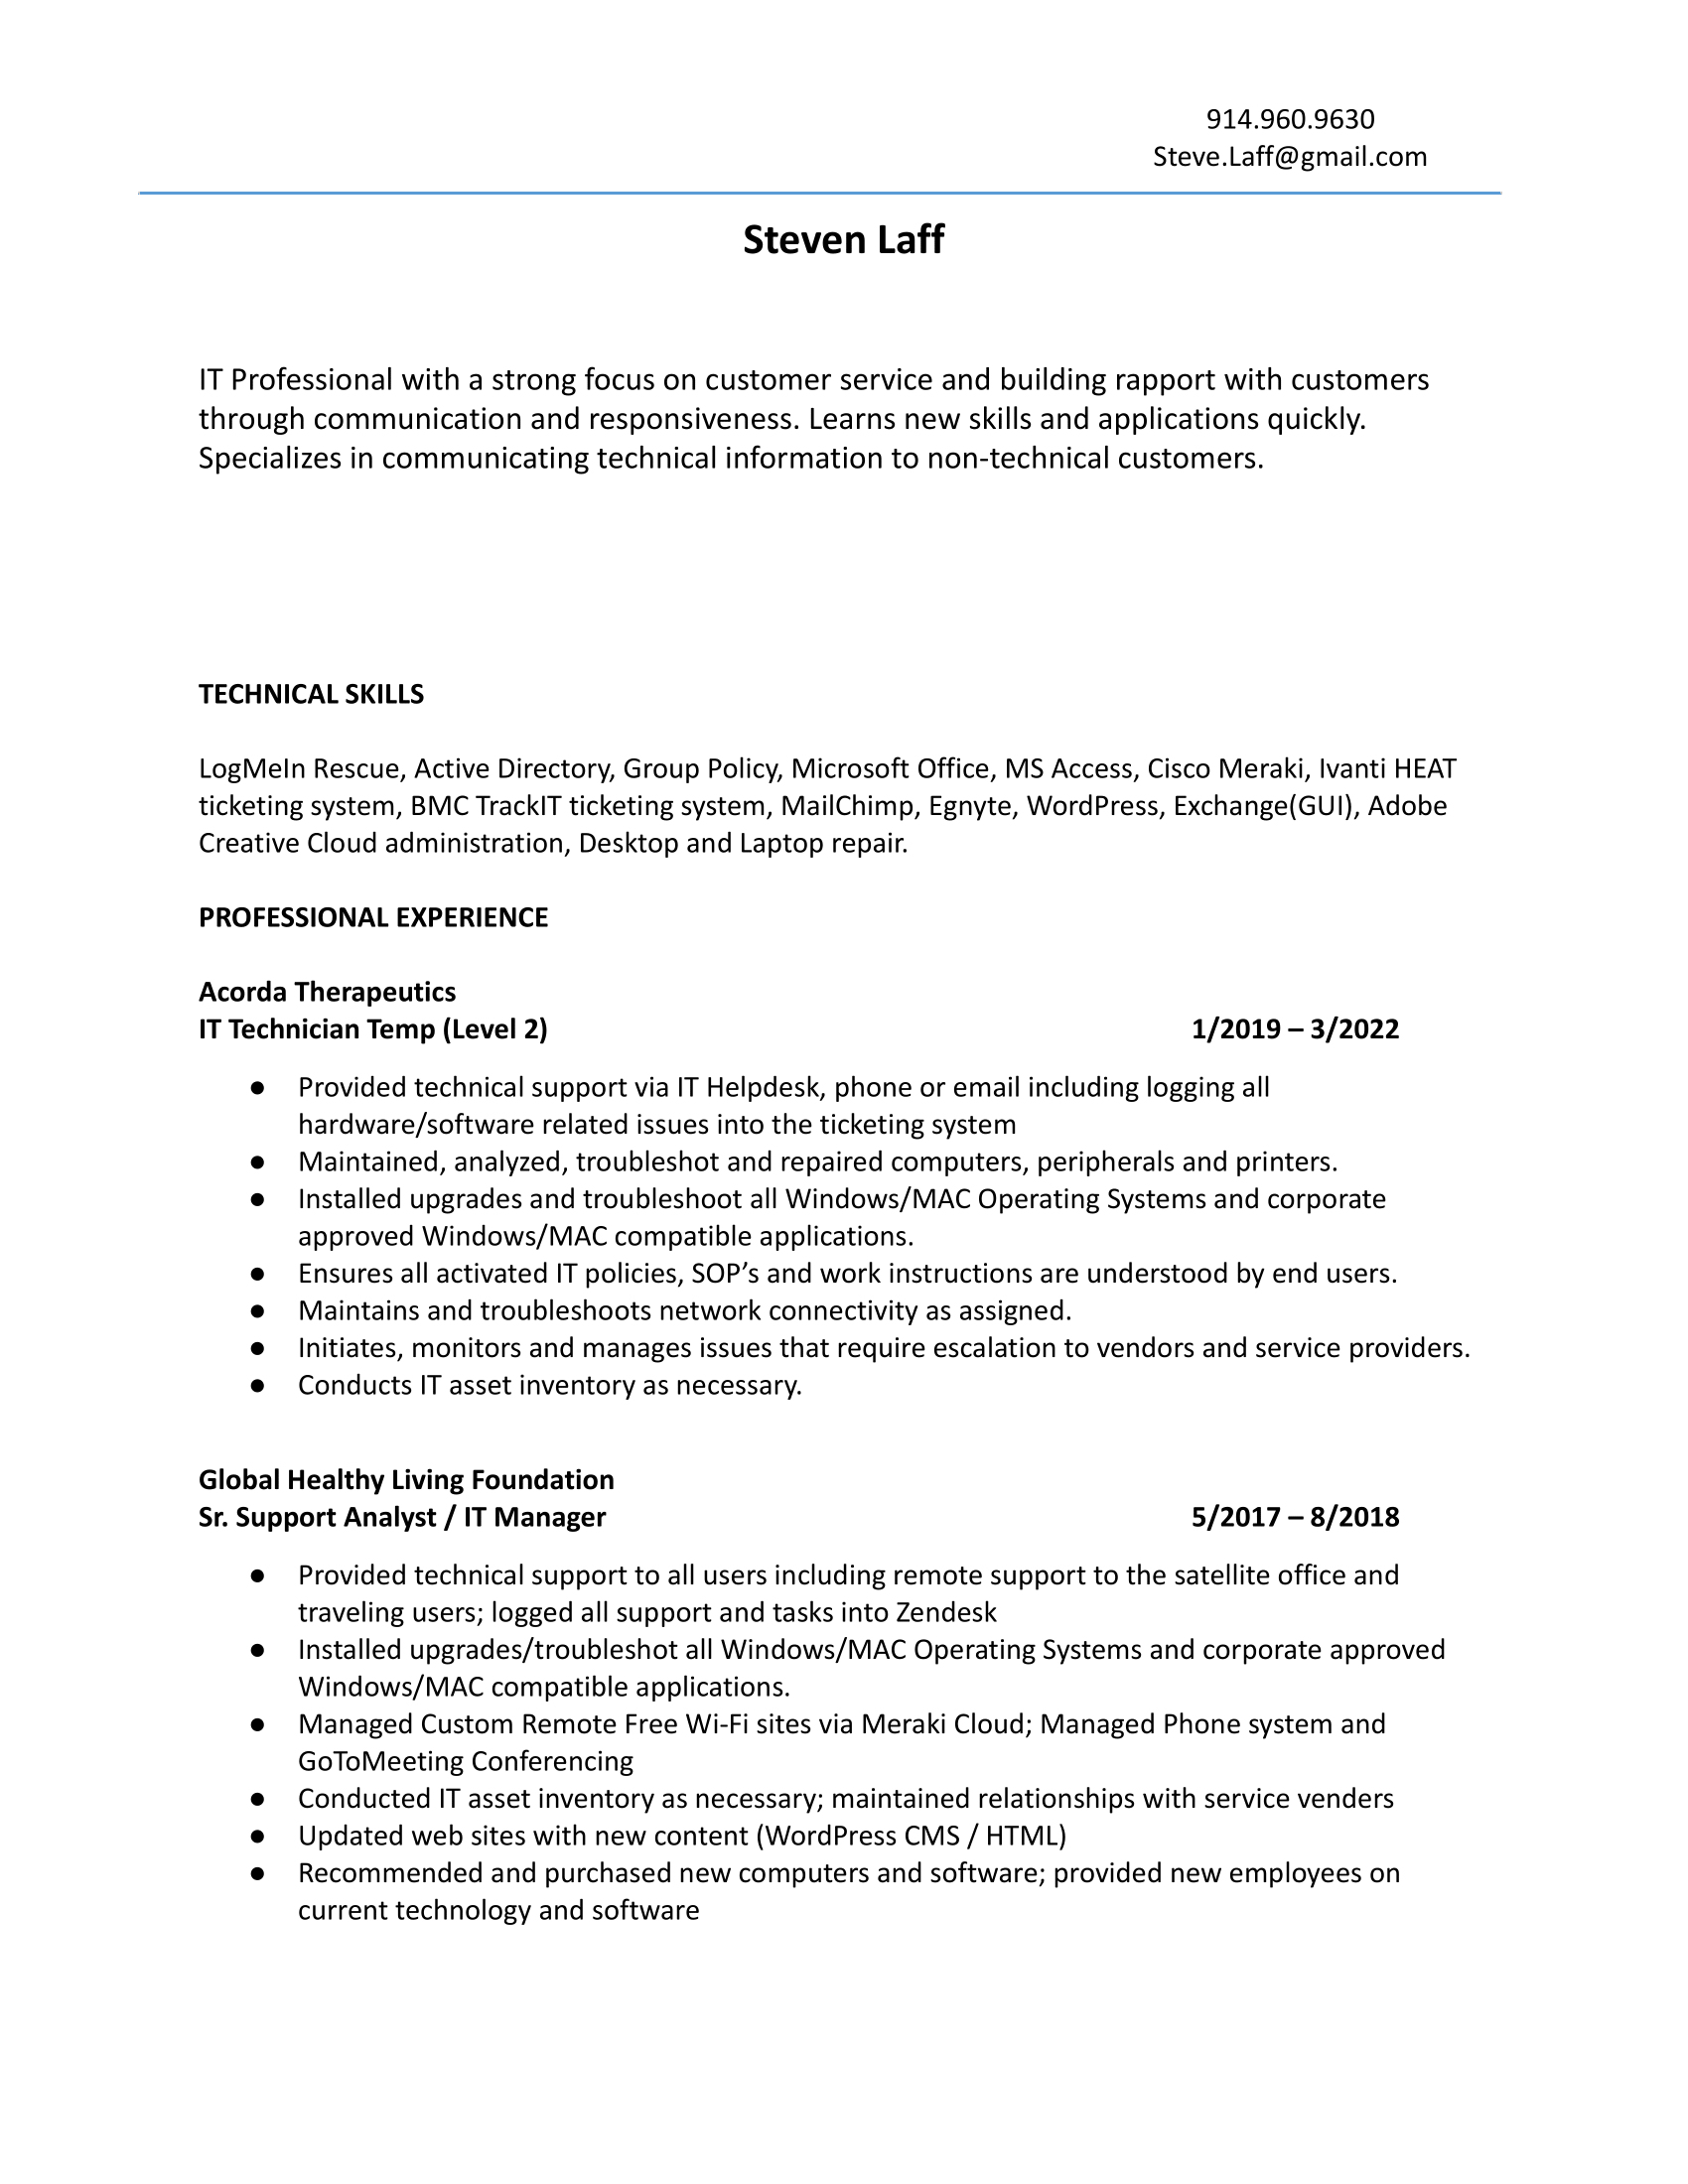 914.960.9630
Steve.Laff@gmail.com
Steven Laff
IT Professional with a strong focus on customer service and building rapport with customers
through communication and responsiveness. Learns new skills and applications quickly.
Specializes in communicating technical information to non-technical customers.
TECHNICAL SKILLS
LogMeIn Rescue, Active Directory, Group Policy, Microsoft Office, MS Access, Cisco Meraki, Ivanti HEAT
ticketing system, BMC TrackIT ticketing system, MailChimp, Egnyte, WordPress, Exchange(GUI), Adobe
Creative Cloud administration, Desktop and Laptop repair.
PROFESSIONAL EXPERIENCE
Acorda Therapeutics
IT Technician Temp (Level 2) 1/2019 – 3/2022
● Provided technical support via IT Helpdesk, phone or email including logging all
hardware/software related issues into the ticketing system
● Maintained, analyzed, troubleshot and repaired computers, peripherals and printers.
● Installed upgrades and troubleshoot all Windows/MAC Operating Systems and corporate
approved Windows/MAC compatible applications.
● Ensures all activated IT policies, SOP’s and work instructions are understood by end users.
● Maintains and troubleshoots network connectivity as assigned.
● Initiates, monitors and manages issues that require escalation to vendors and service providers.
● Conducts IT asset inventory as necessary.
Global Healthy Living Foundation
Sr. Support Analyst / IT Manager 5/2017 – 8/2018
● Provided technical support to all users including remote support to the satellite office and
traveling users; logged all support and tasks into Zendesk
● Installed upgrades/troubleshot all Windows/MAC Operating Systems and corporate approved
Windows/MAC compatible applications.
● Managed Custom Remote Free Wi-Fi sites via Meraki Cloud; Managed Phone system and
GoToMeeting Conferencing
● Conducted IT asset inventory as necessary; maintained relationships with service venders
● Updated web sites with new content (WordPress CMS / HTML)
● Recommended and purchased new computers and software; provided new employees on
current technology and software